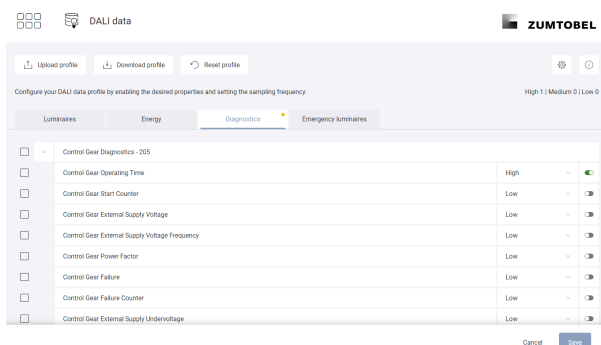 DALI data
ZUMTOBEL
Upload profile
Download profile
Reset profile
Configure your DALI data profile by enabling the desired properties and setting the sampling frequency.
High 1 | Medium 0 | Low 0
Luminaires
Energy
Diagnostics
Emergency luminaires
Control Gear Diagnostics - 205
Control Gear Operating Time High
Control Gear Start Counter Low
Control Gear External Supply Voltage Low
Control Gear External Supply Voltage Frequency Low
Control Gear Power Factor Low
Control Gear Failure Low
Control Gear Failure Counter Low
Control Gear External Supply Undervoltage Low
Cancel
Save